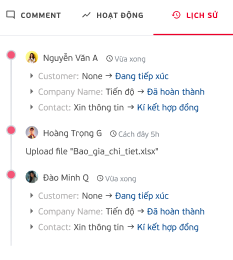 COMMENT HOẠT ĐỘNG LỊCH SỬ
Nguyễn Văn A Vừa xong
Customer: None → Đang tiếp xúc
Company Name: Tiến độ → Đã hoàn thành
Contact: Xin thông tin → Kí kết hợp đồng
Hoàng Trọng G Cách đây 5h
Upload file "Bao_gia_chi_tiet.xlsx"
Đào Minh Q Vừa xong
Customer: None → Đang tiếp xúc
Company Name: Tiến độ → Đã hoàn thành
Contact: Xin thông tin → Kí kết hợp đồng